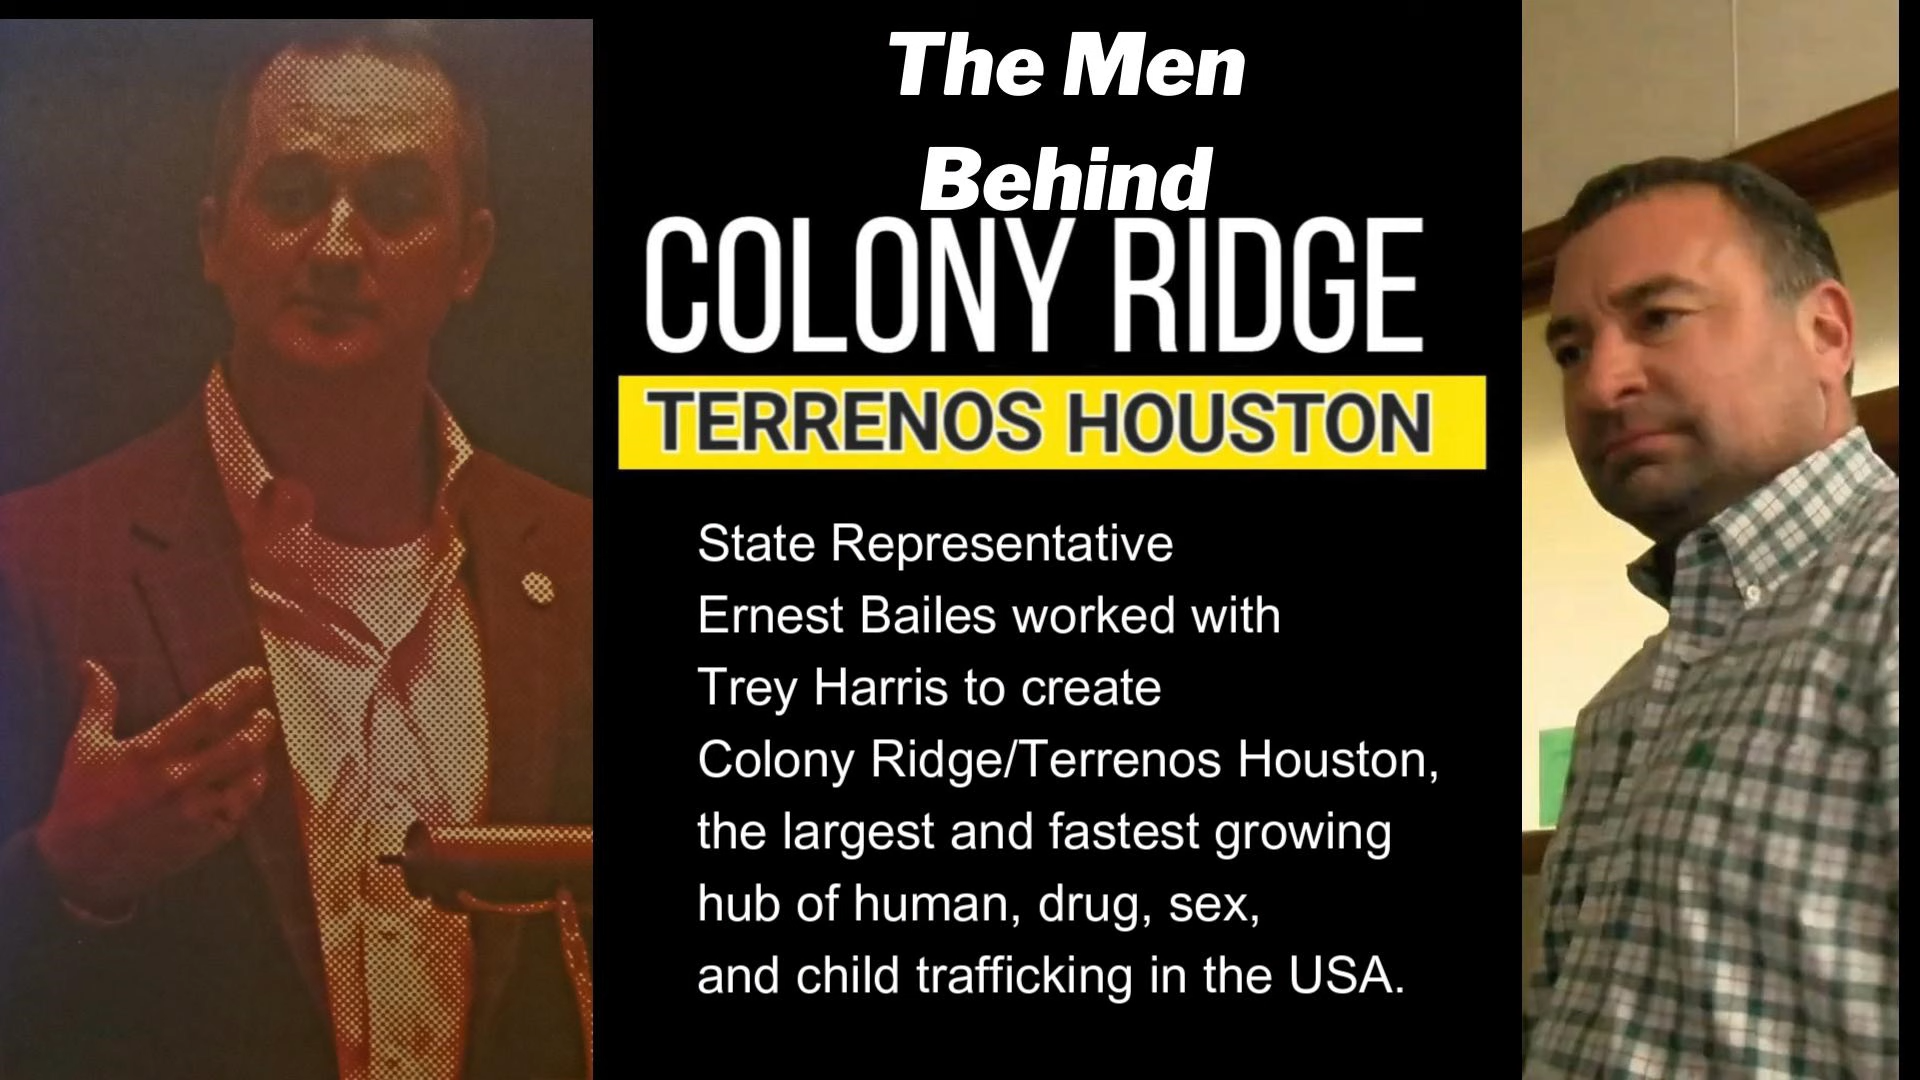 The Men
Behind
COLONY RIDGE
TERRENOS HOUSTON
State Representative
Ernest Bailes worked with
Trey Harris to create
Colony Ridge/Terrenos Houston,
the largest and fastest growing
hub of human, drug, sex,
and child trafficking in the USA.